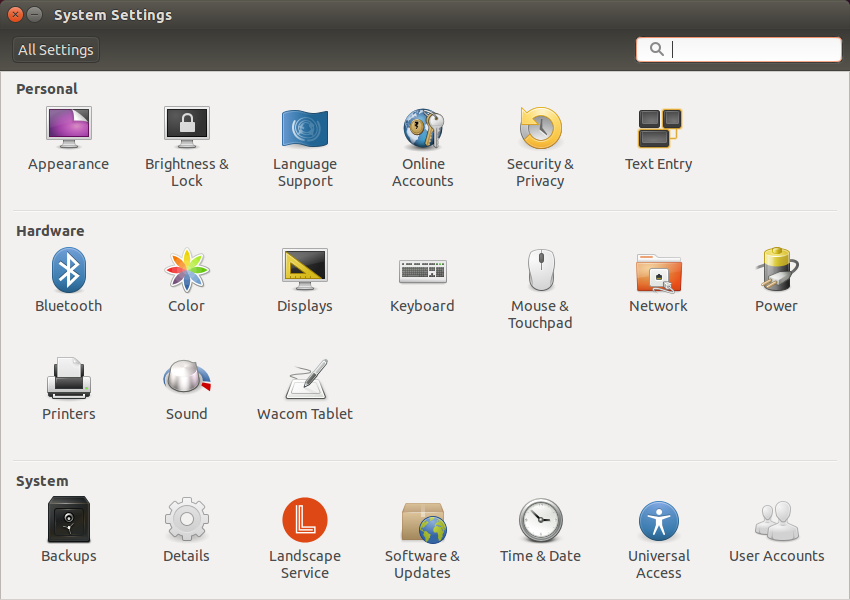 System Settings
All Settings
Personal
Appearance
Brightness &
Lock
Language
Support
Online
Accounts
Security &
Privacy
Text Entry
Hardware
Bluetooth
Color
Displays
Keyboard
Mouse &
Touchpad
Network
Power
Printers
Sound
Wacom Tablet
System
Backups
Details
Landscape
Service
Software &
Updates
Time & Date
Universal
Access
User Accounts